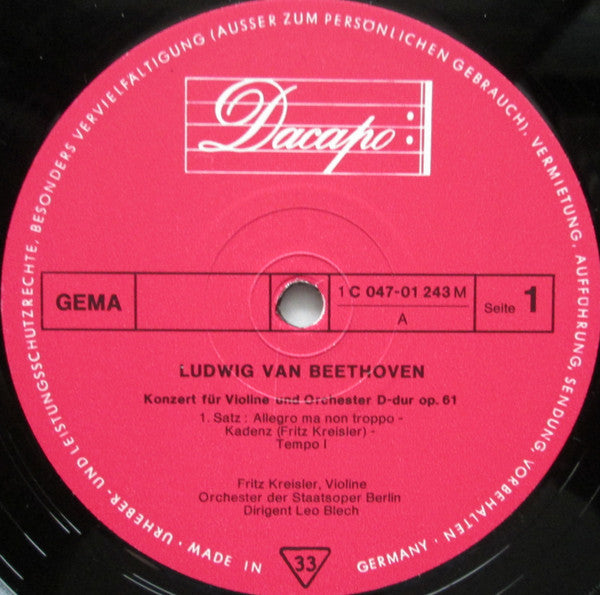 URHEBER- UND LEISTUNGSSCHUTZRECHTE, BESONDERS VERVIELFÄLTIGUNG (AUSSER ZUM PERSÖNLICHEN GEBRAUCH), VERMIETUNG, AUFFÜHRUNG, SENDUNG VORBEHALTEN · MADE IN GERMANY ·
Dacapo
GEMA
1 C 047-01 243 M
A
Seite 1
LUDWIG VAN BEETHOVEN
Konzert für Violine und Orchester D-dur op. 61
1. Satz : Allegro ma non troppo -
Kadenz (Fritz Kreisler) -
Tempo I
Fritz Kreisler, Violine
Orchester der Staatsoper Berlin
Dirigent Leo Blech
33